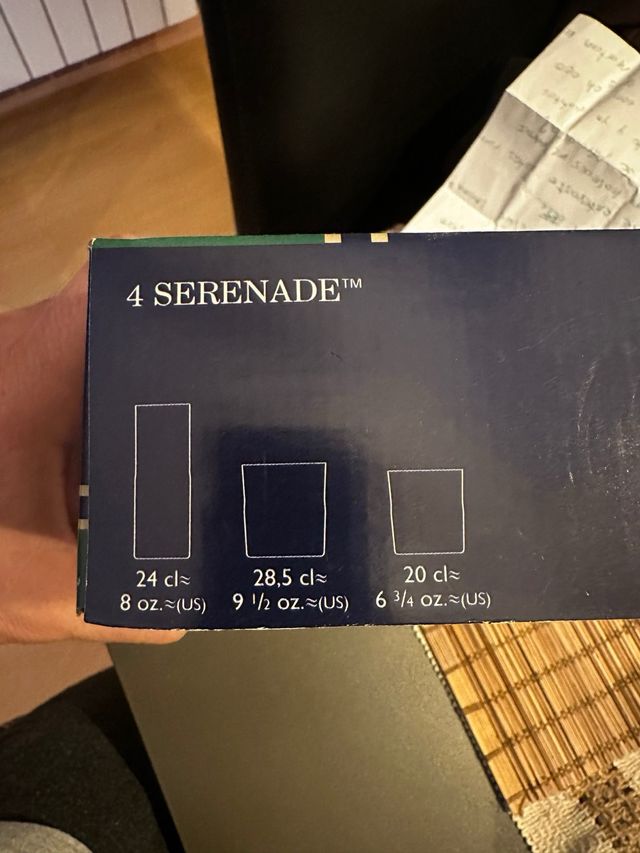 4 SERENADE™
24 cl≈
8 oz.≈(US)
28,5 cl≈
9 1/2 oz.≈(US)
20 cl≈
6 3/4 oz.≈(US)